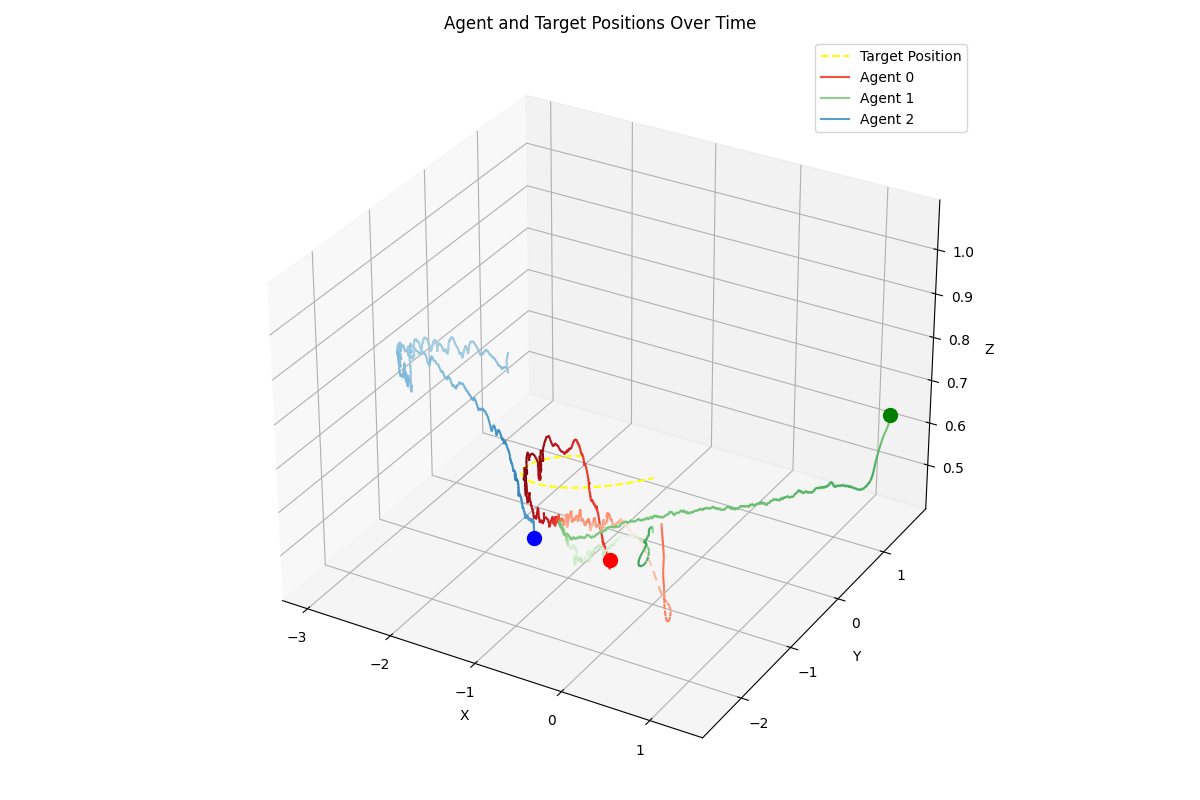 Agent and Target Positions Over Time
Target Position
Agent 0
Agent 1
Agent 2
1.0
0.9
0.8
0.7
0.6
0.5
Z
1
0
−1
−2
Y
−3
−2
−1
0
1
X